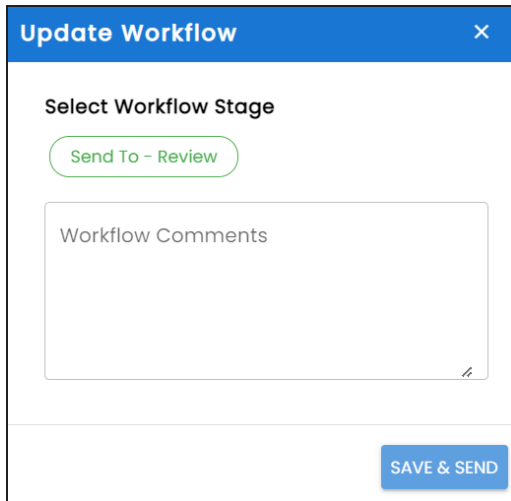 Update Workflow
Select Workflow Stage
Send To - Review
Workflow Comments
SAVE & SEND